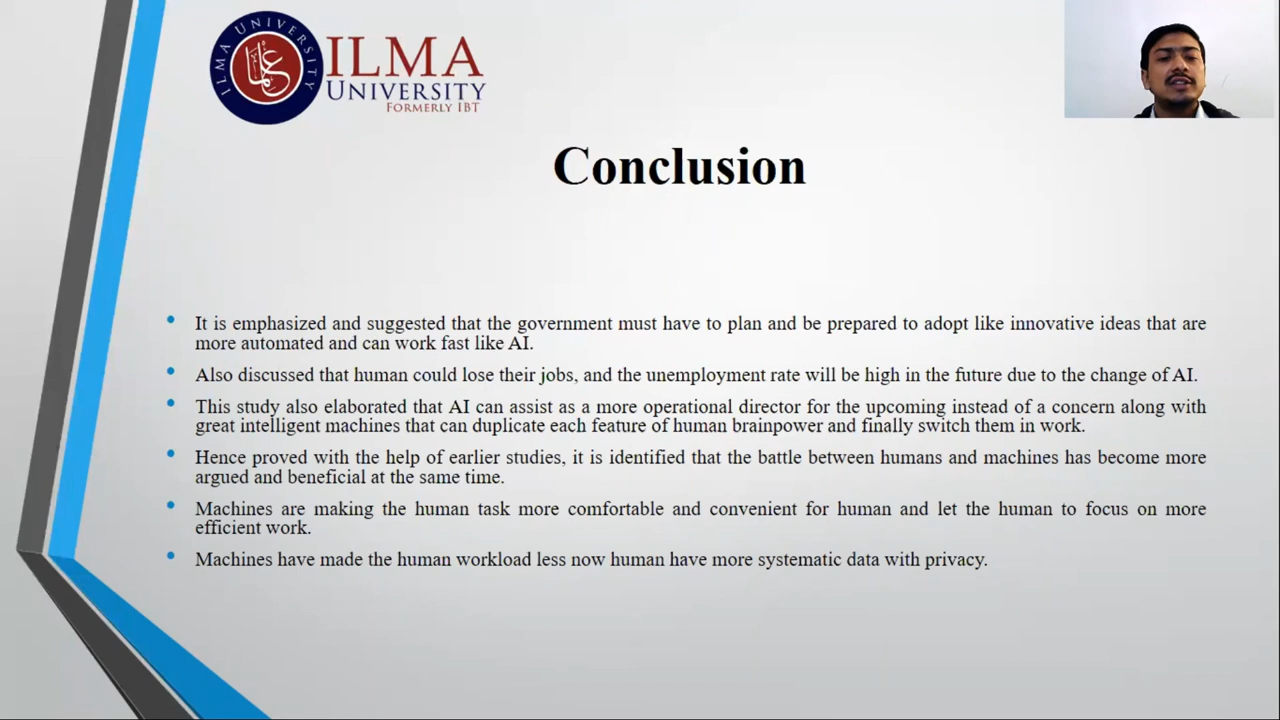 ILMA UNIVERSITY
علما
ILMA
UNIVERSITY
FORMERLY IBT
Conclusion
It is emphasized and suggested that the government must have to plan and be prepared to adopt like innovative ideas that are
more automated and can work fast like AI.
Also discussed that human could lose their jobs, and the unemployment rate will be high in the future due to the change of AI.
This study also elaborated that AI can assist as a more operational director for the upcoming instead of a concern along with
great intelligent machines that can duplicate each feature of human brainpower and finally switch them in work.
Hence proved with the help of earlier studies, it is identified that the battle between humans and machines has become more
argued and beneficial at the same time.
Machines are making the human task more comfortable and convenient for human and let the human to focus on more
efficient work.
Machines have made the human workload less now human have more systematic data with privacy.